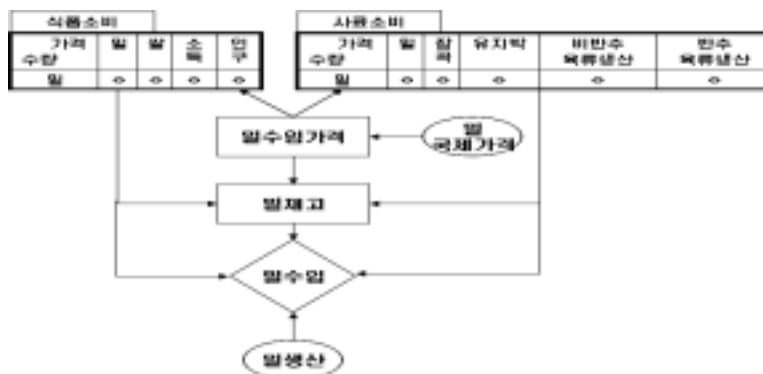 식품소비
사료소비
가격 밀 쌀 소득 인구
수량
밀 o o o o
가격 밀 잡곡 유지박 비반추 육류생산 반추 육류생산
수량
밀 o o o o o
밀수입가격
밀
국제가격
밀재고
밀수입
밀생산